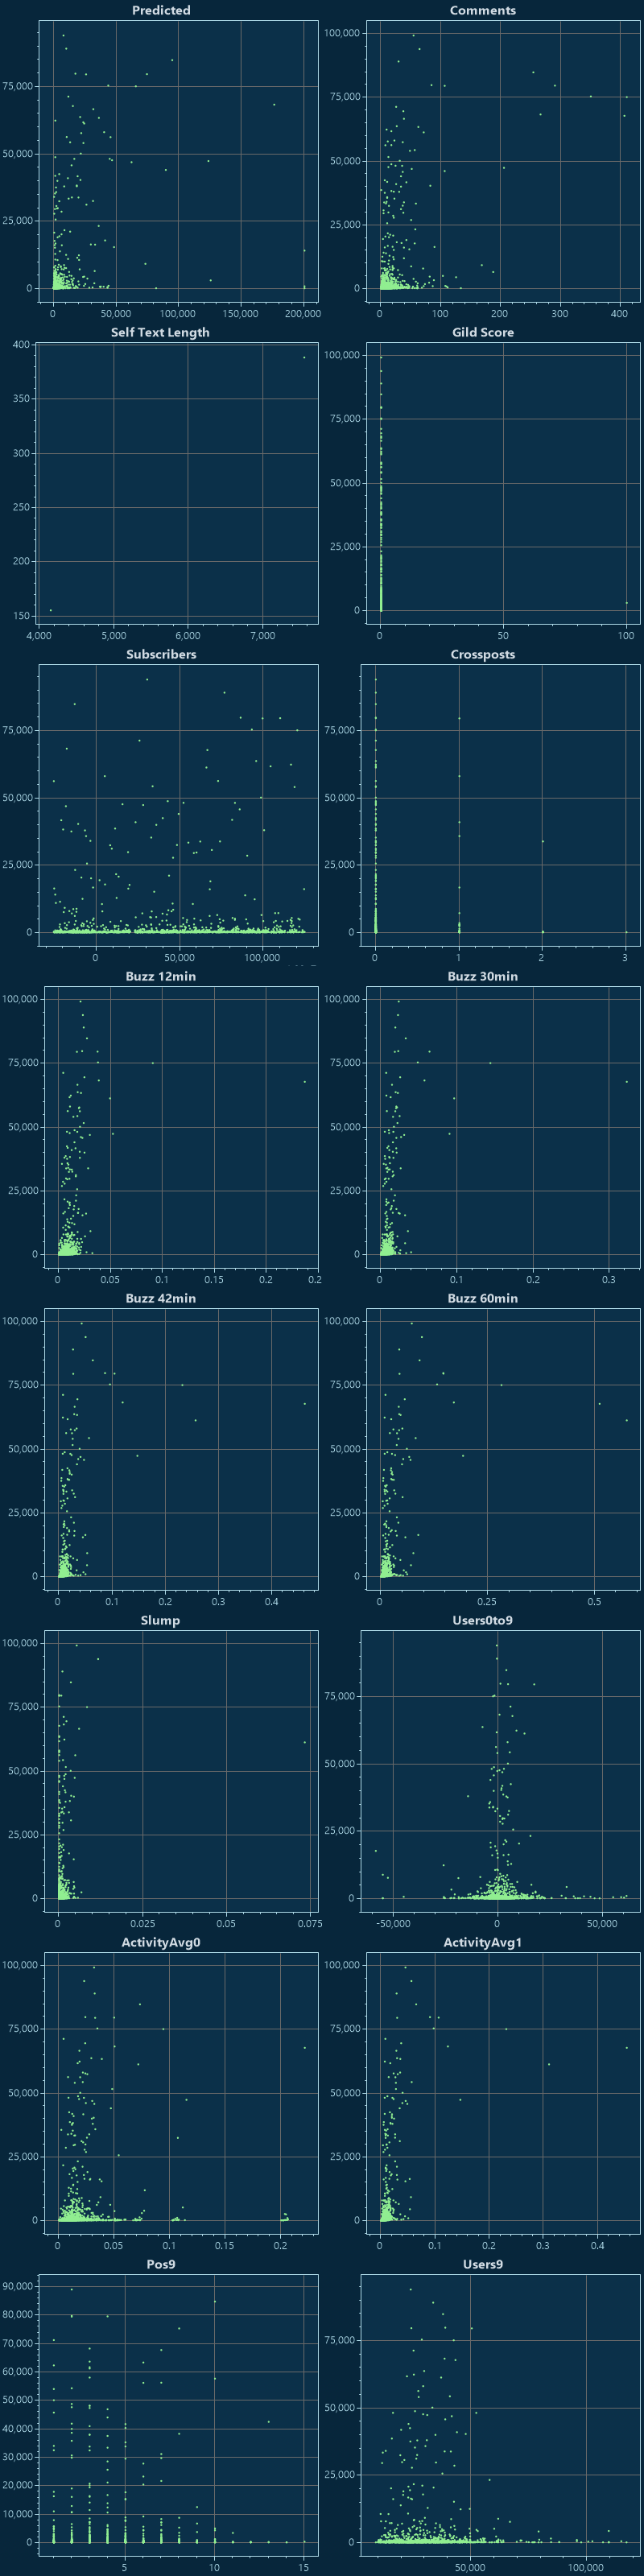 Predicted
75,000
50,000
25,000
0
0 50,000 100,000 150,000 200,000
Comments
100,000
75,000
50,000
25,000
0
0 100 200 300 400
Self Text Length
400
350
300
250
200
150
4,000 5,000 6,000 7,000
Gild Score
100,000
75,000
50,000
25,000
0
0 50 100
Subscribers
75,000
50,000
25,000
0
0 50,000 100,000
Crossposts
75,000
50,000
25,000
0
0 1 2 3
Buzz 12min
100,000
75,000
50,000
25,000
0
0 0.05 0.1 0.15 0.2 0.2
Buzz 30min
100,000
75,000
50,000
25,000
0
0 0.1 0.2 0.3
Buzz 42min
100,000
75,000
50,000
25,000
0
0 0.1 0.2 0.3 0.4
Buzz 60min
100,000
75,000
50,000
25,000
0
0 0.25 0.5
Slump
100,000
75,000
50,000
25,000
0
0 0.025 0.05 0.075
Users0to9
75,000
50,000
25,000
0
-50,000 0 50,000
ActivityAvg0
100,000
75,000
50,000
25,000
0
0 0.05 0.1 0.15 0.2
ActivityAvg1
100,000
75,000
50,000
25,000
0
0 0.1 0.2 0.3 0.4
Pos9
90,000
80,000
70,000
60,000
50,000
40,000
30,000
20,000
10,000
0
5 10 15
Users9
75,000
50,000
25,000
0
50,000 100,000